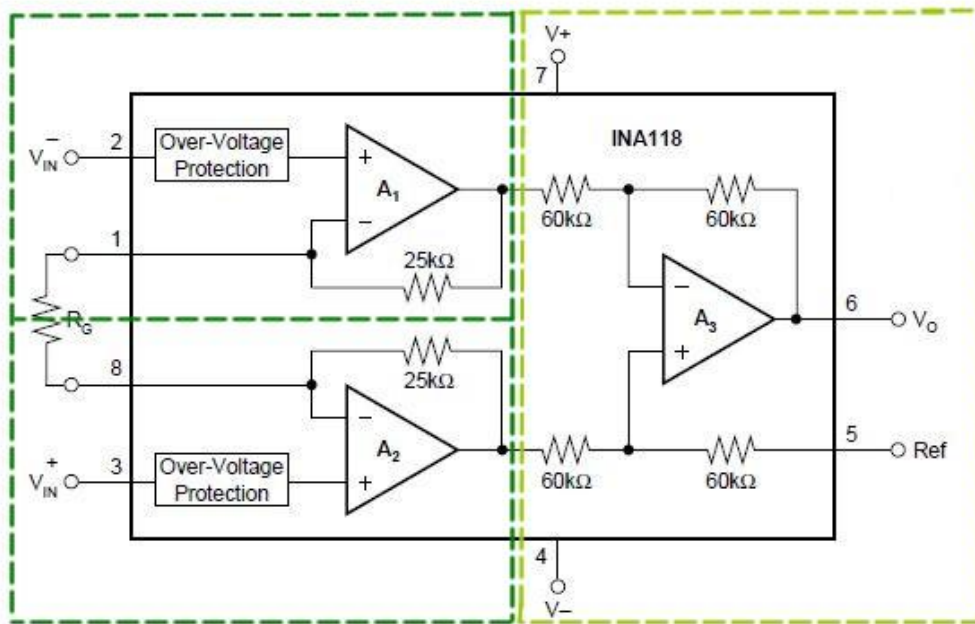 V+
7
INA118
V⁻IN
2
Over-Voltage
Protection
+
A1
−
60kΩ
60kΩ
1
25kΩ
RG
−
A3
+
6
VO
8
25kΩ
−
A2
+
5
Ref
V⁺IN
3
Over-Voltage
Protection
60kΩ
60kΩ
4
V–